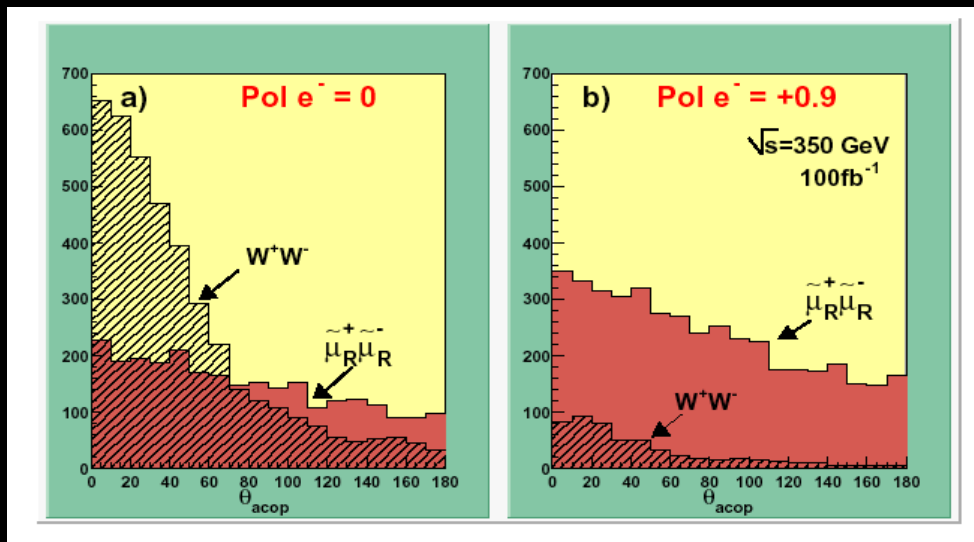 a) Pol e⁻ = 0
700
600
500
400
300
200
100
0
W⁺W⁻
μ̃⁺Rμ̃⁻R
0 20 40 60 80 100 120 140 160 180
θacop
b) Pol e⁻ = +0.9
√s=350 GeV
100fb⁻¹
700
600
500
400
300
200
100
0
μ̃⁺Rμ̃⁻R
W⁺W⁻
0 20 40 60 80 100 120 140 160 180
θacop